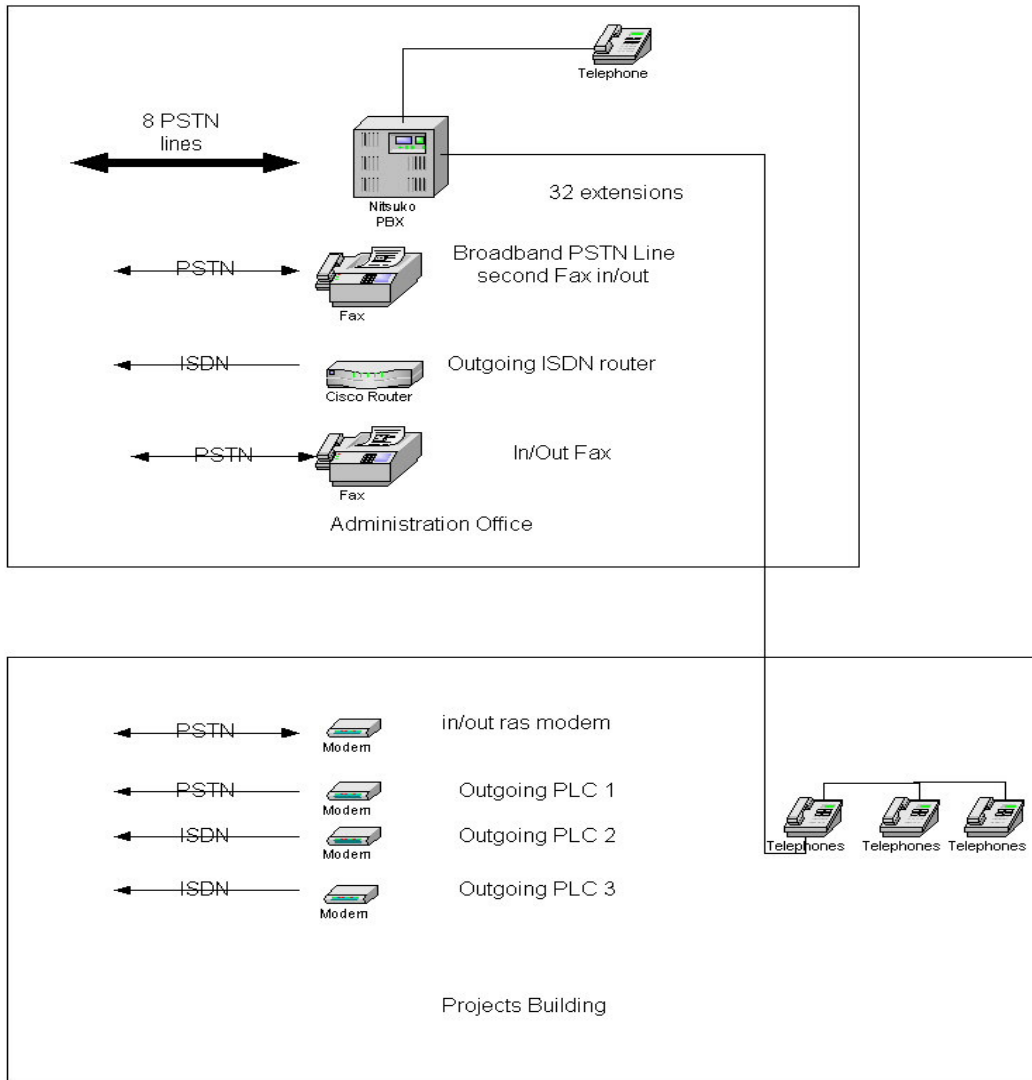 Telephone
8 PSTN
lines
Nitsuko
PBX
32 extensions
PSTN
Fax
Broadband PSTN Line
second Fax in/out
ISDN
Cisco Router
Outgoing ISDN router
PSTN
Fax
In/Out Fax
Administration Office
PSTN
Modem
in/out ras modem
PSTN
Modem
Outgoing PLC 1
ISDN
Modem
Outgoing PLC 2
ISDN
Modem
Outgoing PLC 3
Telephones
Telephones
Telephones
Projects Building